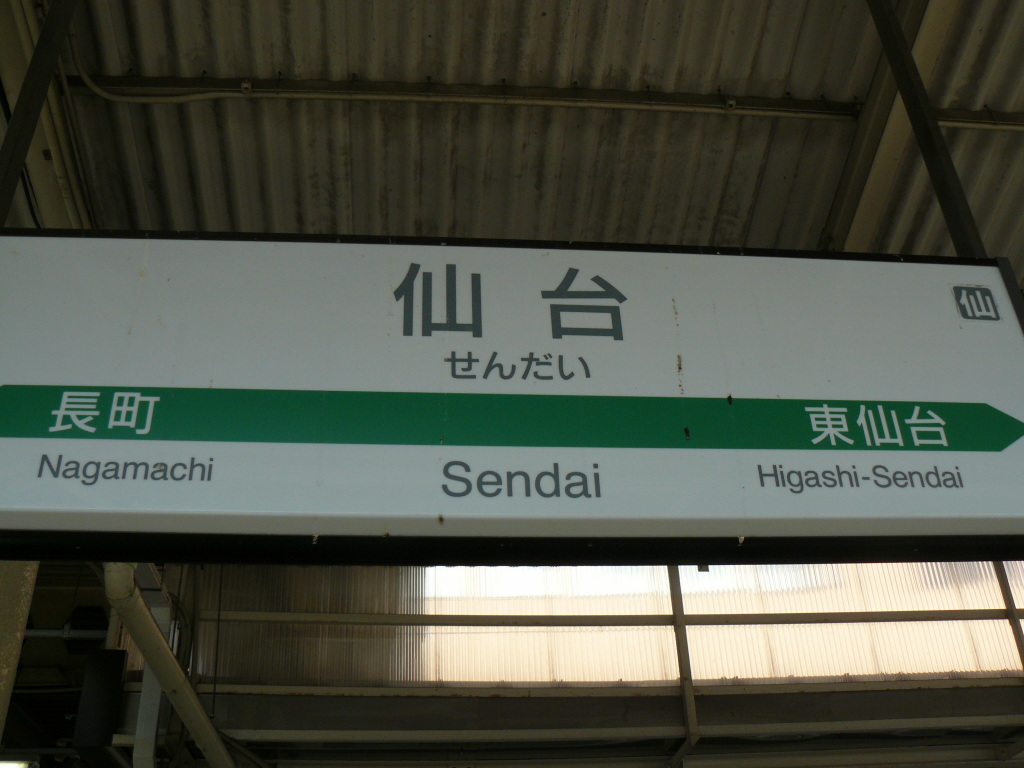 仙台
仙
せんだい
長町
東仙台
Nagamachi
Sendai
Higashi-Sendai